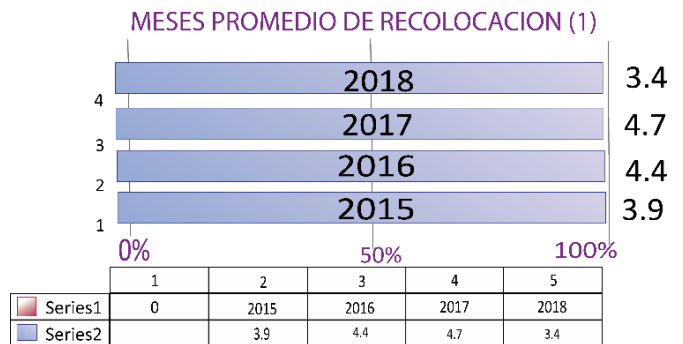 MESES PROMEDIO DE RECOLOCACION (1)
2018 3.4
4
2017 4.7
3
2016 4.4
2
2015 3.9
1
0% 50% 100%
1 2 3 4 5
Series1 0 2015 2016 2017 2018
Series2 3.9 4.4 4.7 3.4